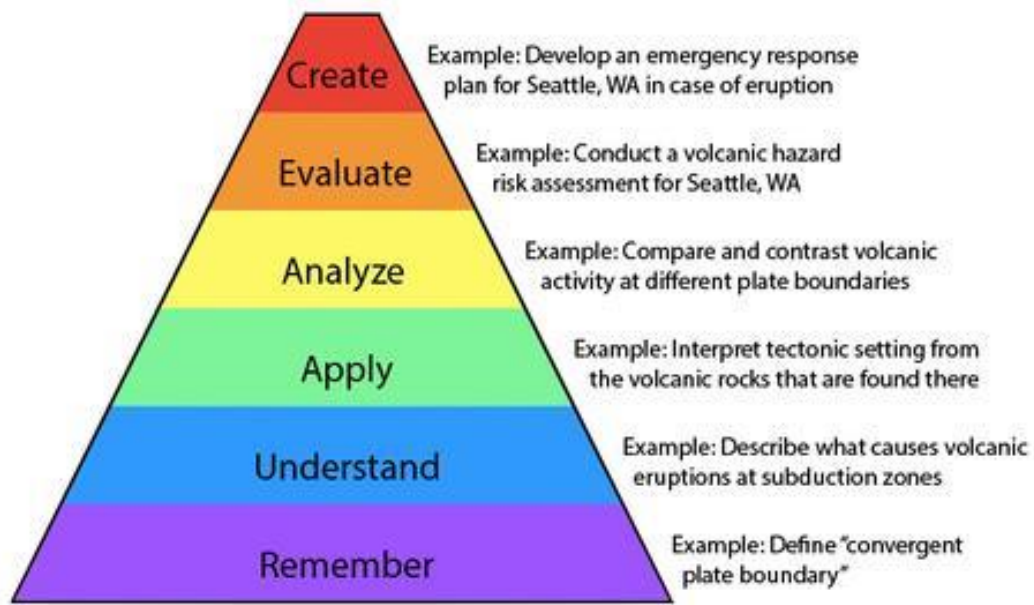 Create
Example: Develop an emergency response
plan for Seattle, WA in case of eruption
Evaluate
Example: Conduct a volcanic hazard
risk assessment for Seattle, WA
Analyze
Example: Compare and contrast volcanic
activity at different plate boundaries
Apply
Example: Interpret tectonic setting from
the volcanic rocks that are found there
Understand
Example: Describe what causes volcanic
eruptions at subduction zones
Remember
Example: Define “convergent
plate boundary”